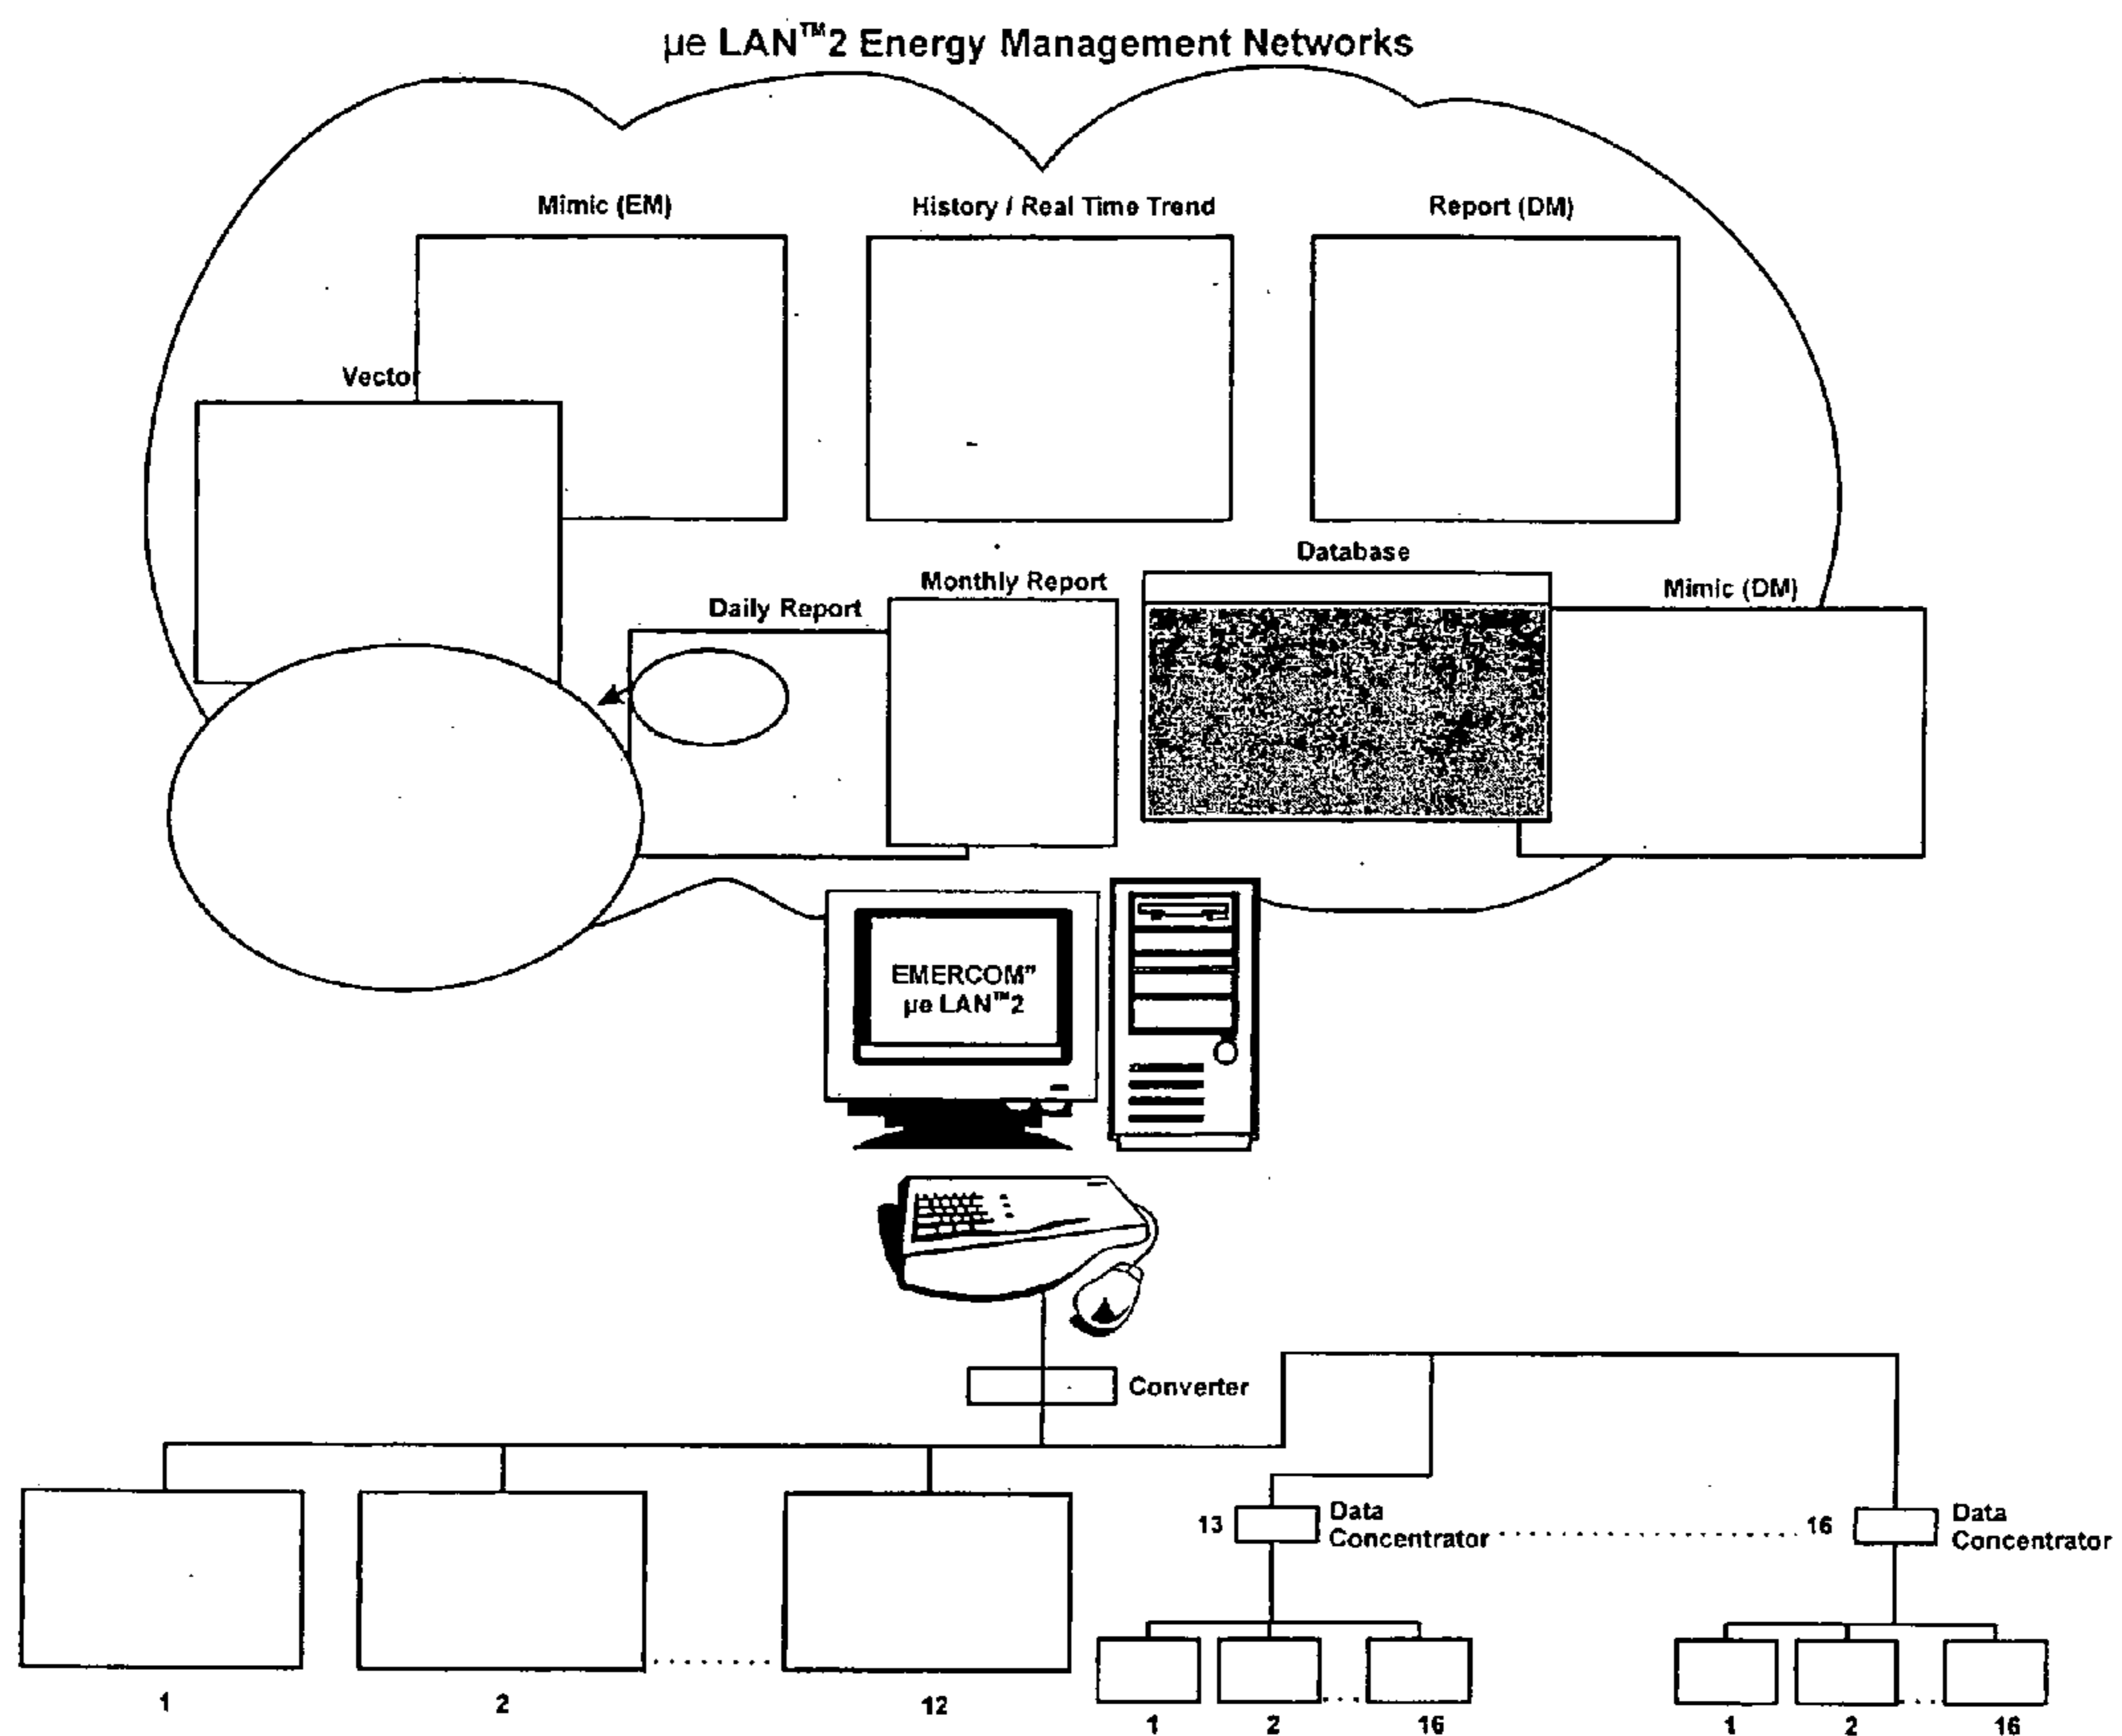 µe LAN™2 Energy Management Networks
Mimic (EM)
History / Real Time Trend
Report (DM)
Vector
Database
Monthly Report
Mimic (DM)
Daily Report
EMERCOM"
µe LAN™2
Converter
13
Data
Concentrator
16
Data
Concentrator
1
2
12
1
2
16
1
2
16